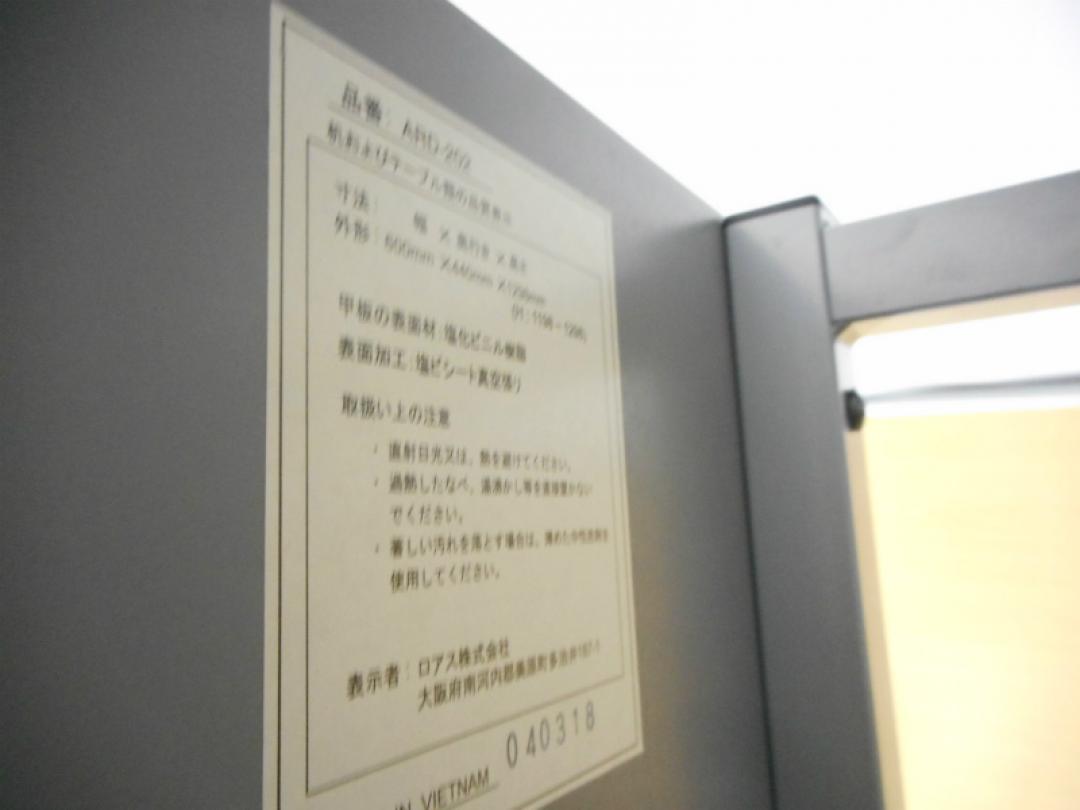 品番: ARD-202
机およびテーブル類の品質表示
寸法: 幅 × 奥行き × 高さ
外形: 600mm ×440mm ×1296mm
甲板の表面材:塩化ビニル樹脂
表面加工:塩ビシート真空張り
取扱い上の注意
・ 直射日光又は、熱を避けてください。
・ 過熱したなべ、湯沸かし等を直接置かない
でください。
・ 著しい汚れを落とす場合は、薄めた中性洗剤を
使用してください。
表示者: ロアス株式会社
大阪府南河内郡美原町多治井187-1
040318
IN VIETNAM